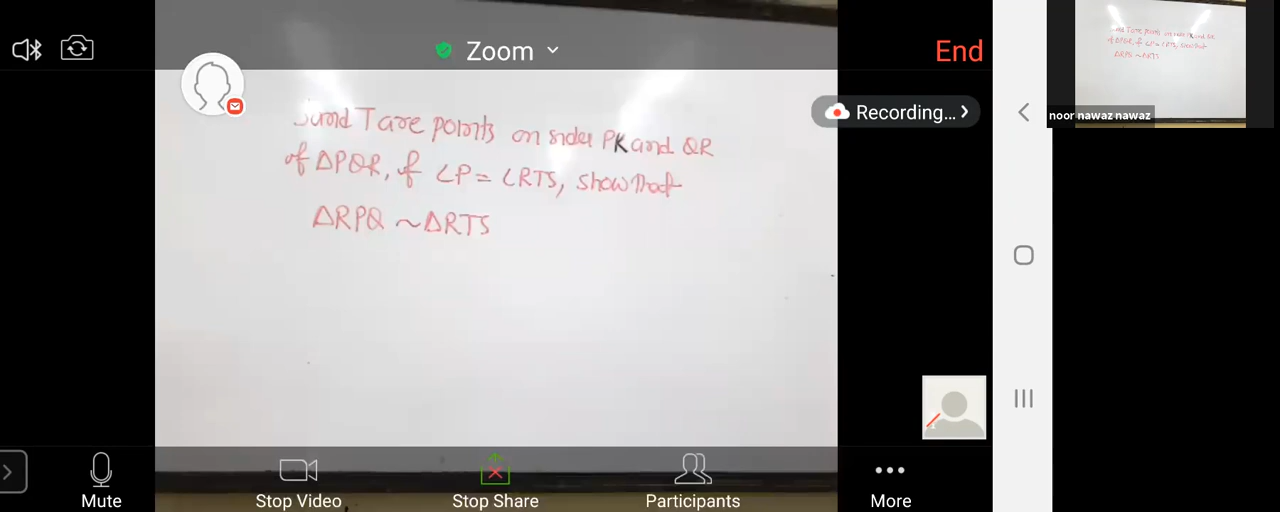 Zoom
End
Recording...
noor nawaz nawaz
S and T are points on sides PR and QR
of ΔPQR, if ∠P = ∠RTS, show that
ΔRPQ ~ ΔRTS
Mute
Stop Video
Stop Share
Participants
More